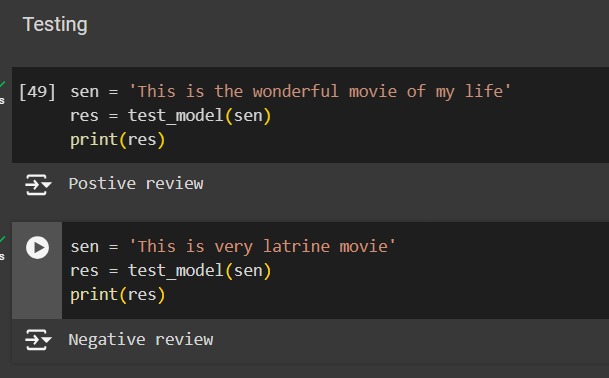 Testing
[49] sen = 'This is the wonderful movie of my life'
res = test_model(sen)
print(res)
Postive review
sen = 'This is very latrine movie'
res = test_model(sen)
print(res)
Negative review